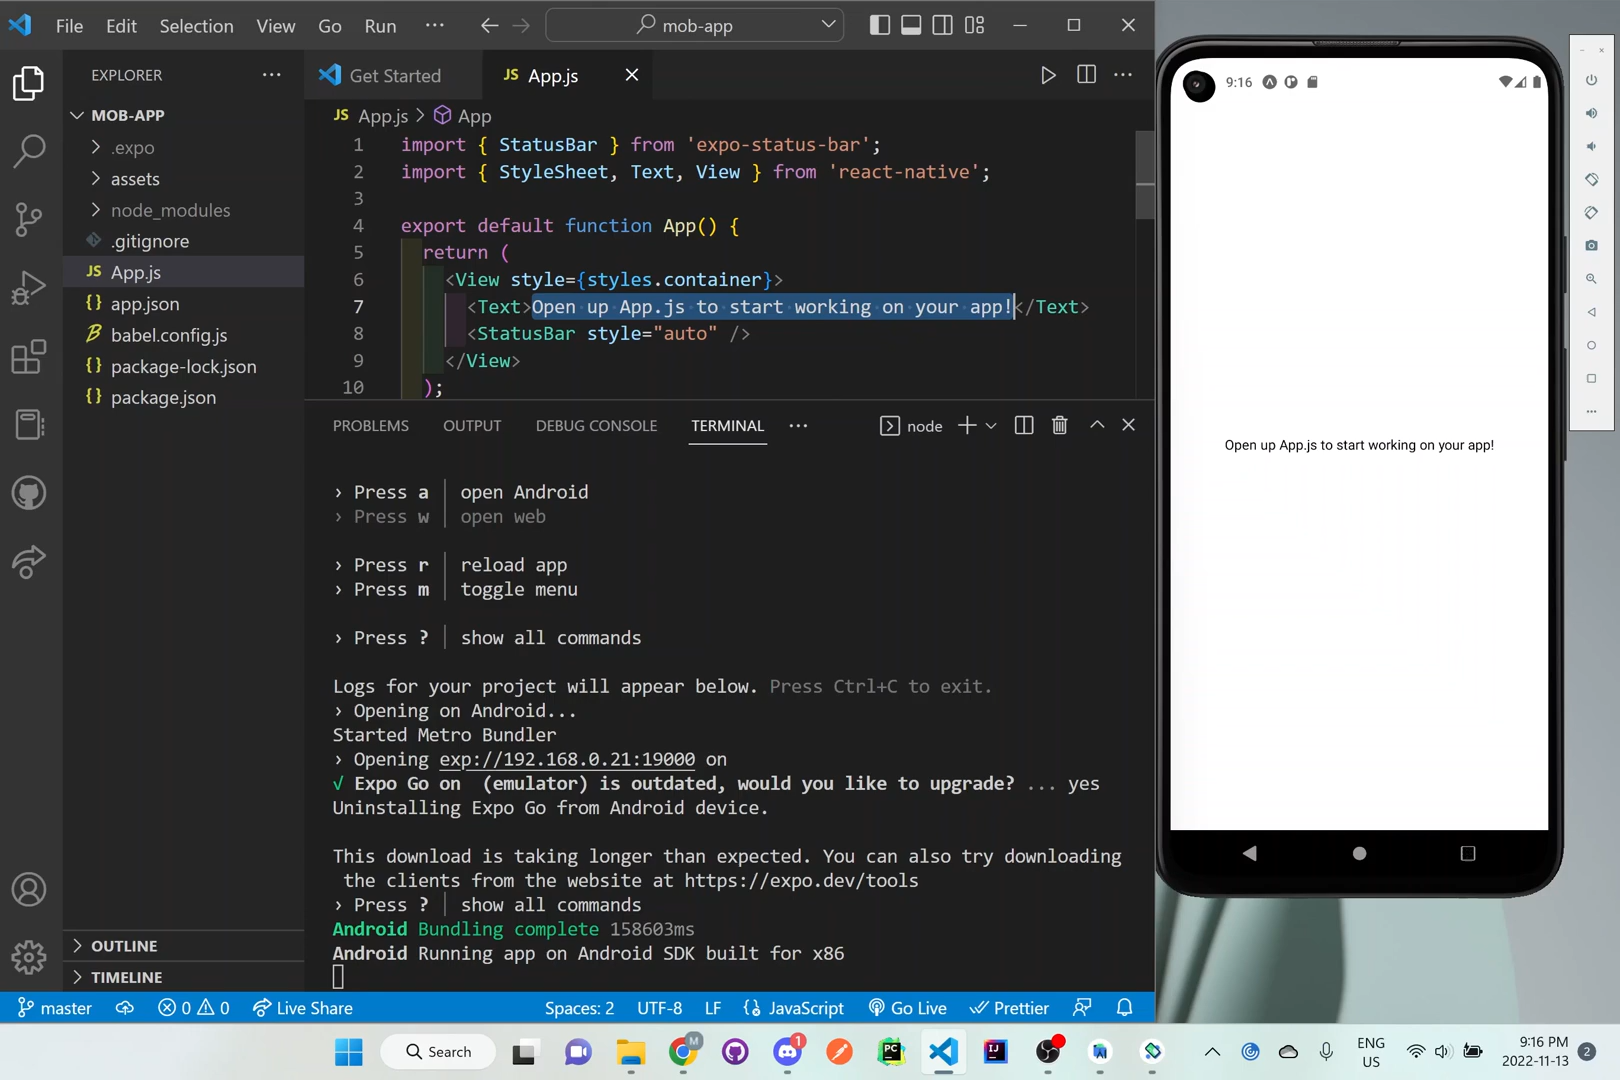 File Edit Selection View Go Run ··· mob-app
EXPLORER
MOB-APP
.expo
assets
node_modules
.gitignore
JS App.js
{} app.json
babel.config.js
{} package-lock.json
{} package.json
OUTLINE
TIMELINE
Get Started JS App.js
JS App.js > App
1 import { StatusBar } from 'expo-status-bar';
2 import { StyleSheet, Text, View } from 'react-native';
3
4 export default function App() {
5 return (
6 <View style={styles.container}>
7 <Text>Open up App.js to start working on your app!</Text>
8 <StatusBar style="auto" />
9 </View>
10 );
PROBLEMS OUTPUT DEBUG CONSOLE TERMINAL ··· node
› Press a │ open Android
› Press w │ open web
› Press r │ reload app
› Press m │ toggle menu
› Press ? │ show all commands
Logs for your project will appear below. Press Ctrl+C to exit.
› Opening on Android...
Started Metro Bundler
› Opening exp://192.168.0.21:19000 on
√ Expo Go on  (emulator) is outdated, would you like to upgrade? ... yes
Uninstalling Expo Go from Android device.
This download is taking longer than expected. You can also try downloading
the clients from the website at https://expo.dev/tools
› Press ? │ show all commands
Android Bundling complete 158603ms
Android Running app on Android SDK built for x86
master 0 0 Live Share Spaces: 2 UTF-8 LF {} JavaScript Go Live Prettier
9:16
Open up App.js to start working on your app!
Search M 1 PC IJ ENG
US
9:16 PM
2022-11-13
2